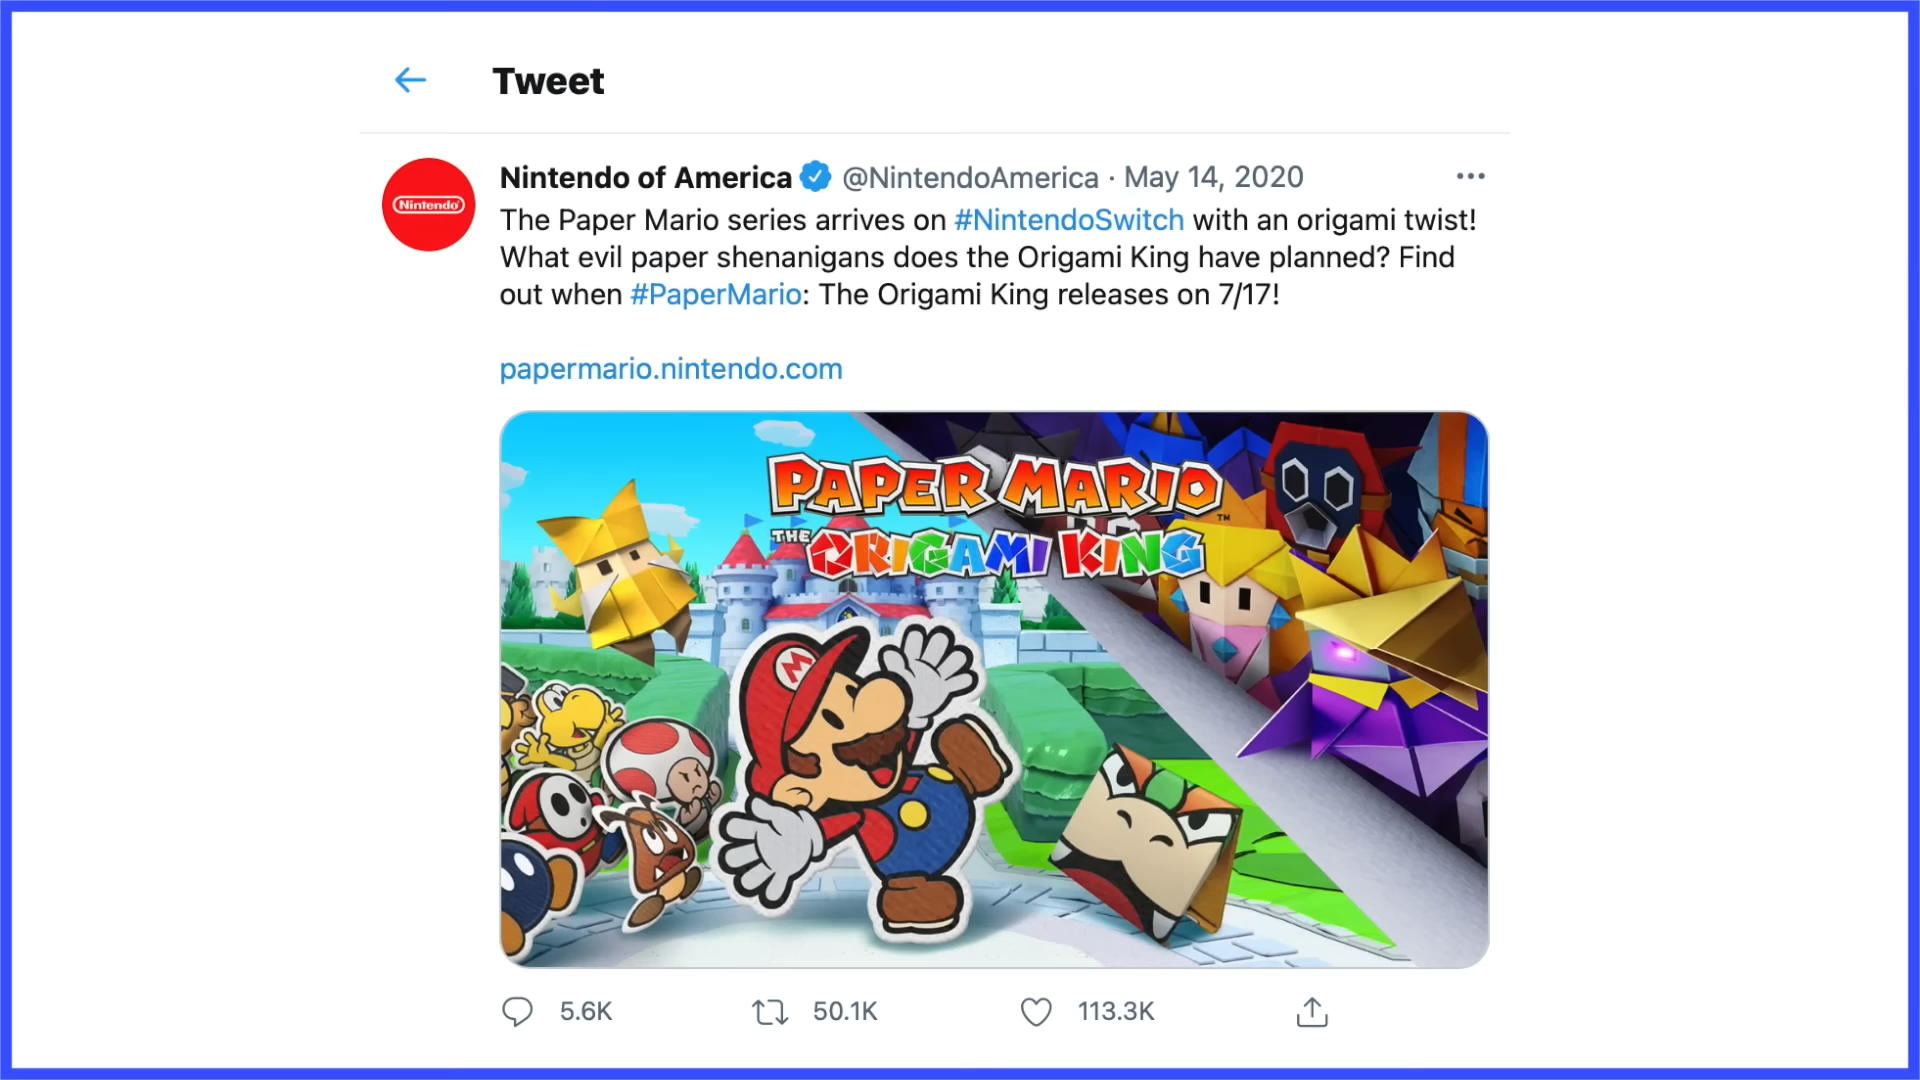 Tweet
Nintendo
Nintendo of America @NintendoAmerica · May 14, 2020
The Paper Mario series arrives on #NintendoSwitch with an origami twist!
What evil paper shenanigans does the Origami King have planned? Find
out when #PaperMario: The Origami King releases on 7/17!
papermario.nintendo.com
PAPER MARIO™
THE ORIGAMI KING
M
5.6K 50.1K 113.3K